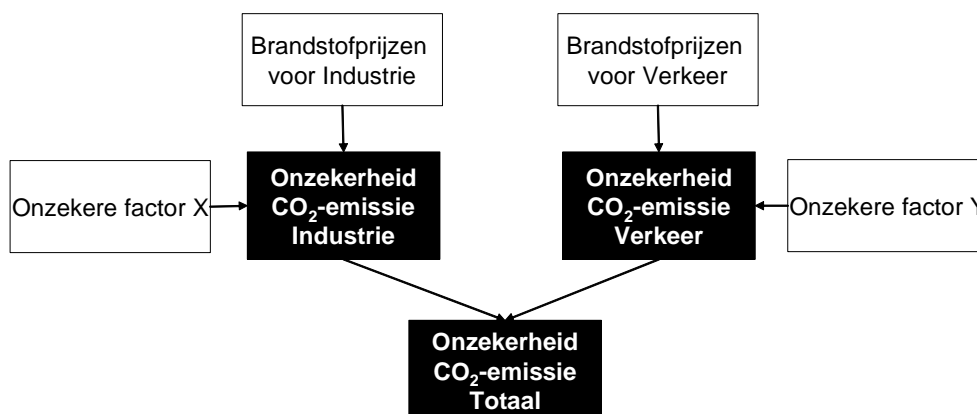 Brandstofprijzen
voor Industrie
Brandstofprijzen
voor Verkeer
Onzekere factor X
Onzekerheid
CO₂-emissie
Industrie
Onzekerheid
CO₂-emissie
Verkeer
Onzekere factor Y
Onzekerheid
CO₂-emissie
Totaal